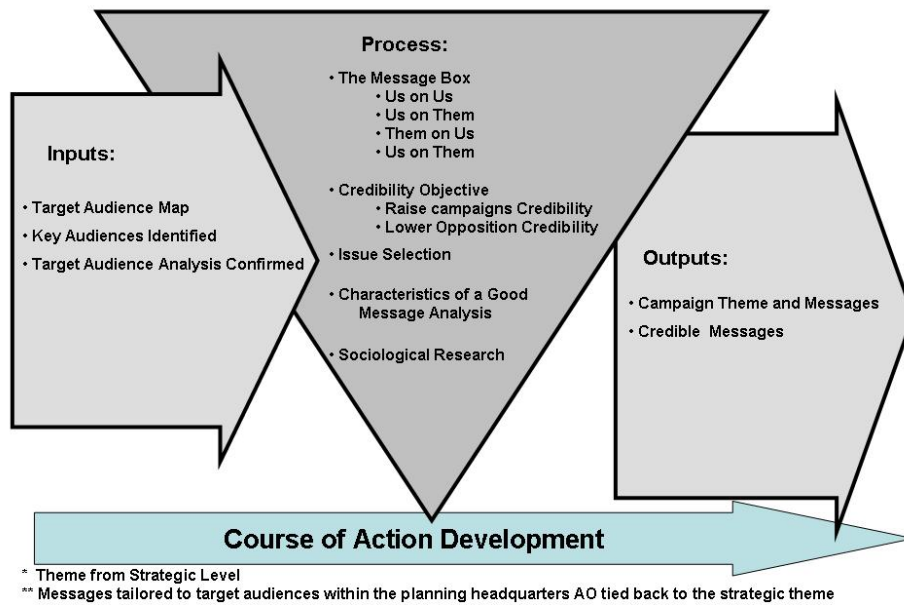 Inputs:
• Target Audience Map
• Key Audiences Identified
• Target Audience Analysis Confirmed
Process:
• The Message Box
• Us on Us
• Us on Them
• Them on Us
• Us on Them
• Credibility Objective
• Raise campaigns Credibility
• Lower Opposition Credibility
• Issue Selection
• Characteristics of a Good
Message Analysis
• Sociological Research
Outputs:
• Campaign Theme and Messages
• Credible Messages
Course of Action Development
* Theme from Strategic Level
** Messages tailored to target audiences within the planning headquarters AO tied back to the strategic theme